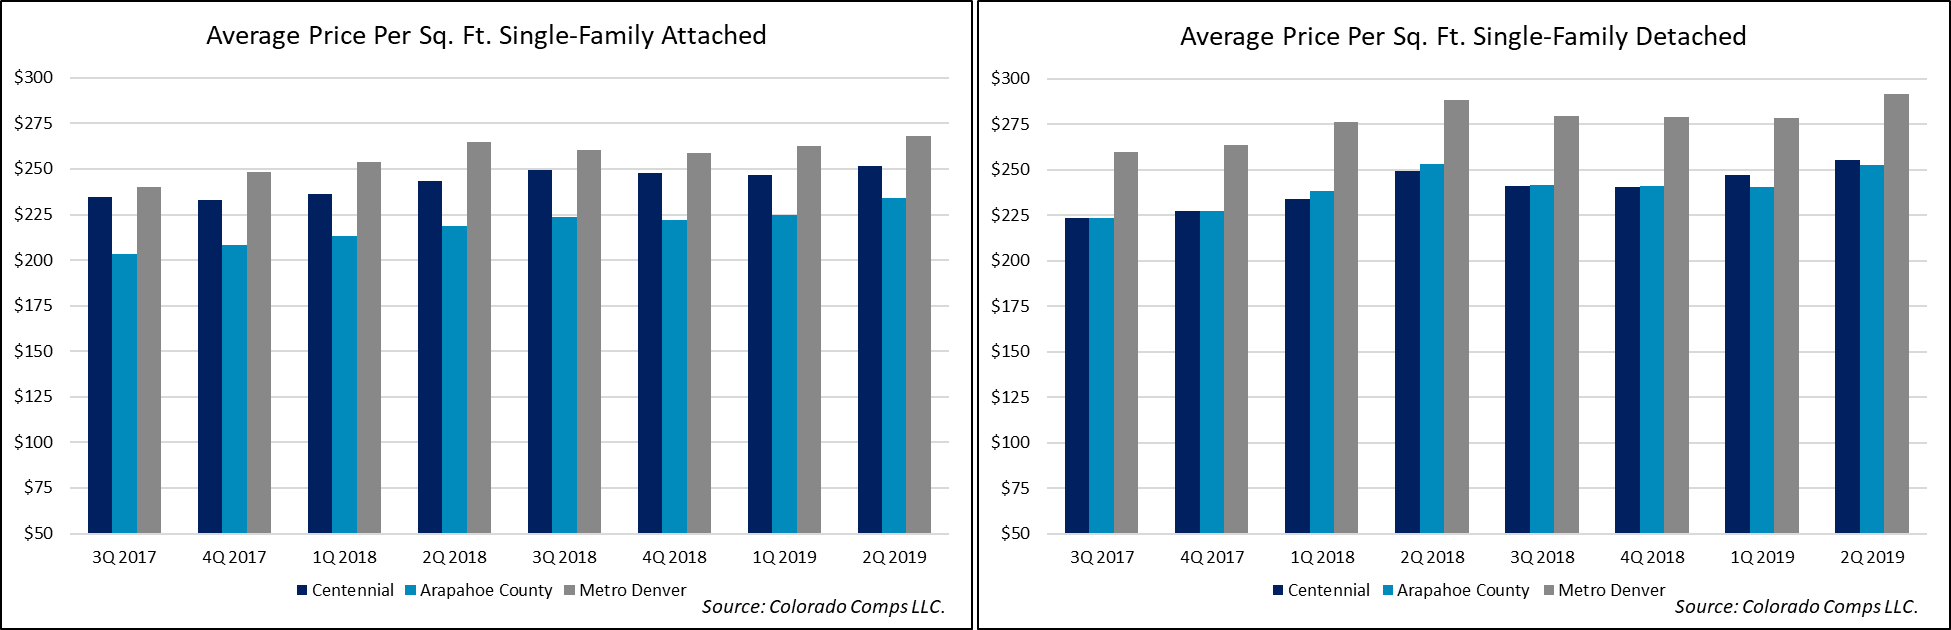 Average Price Per Sq. Ft. Single-Family Attached
$300
$275
$250
$225
$200
$175
$150
$125
$100
$75
$50
3Q 2017 4Q 2017 1Q 2018 2Q 2018 3Q 2018 4Q 2018 1Q 2019 2Q 2019
Centennial Arapahoe County Metro Denver
Source: Colorado Comps LLC.
Average Price Per Sq. Ft. Single-Family Detached
$300
$275
$250
$225
$200
$175
$150
$125
$100
$75
$50
3Q 2017 4Q 2017 1Q 2018 2Q 2018 3Q 2018 4Q 2018 1Q 2019 2Q 2019
Centennial Arapahoe County Metro Denver
Source: Colorado Comps LLC.